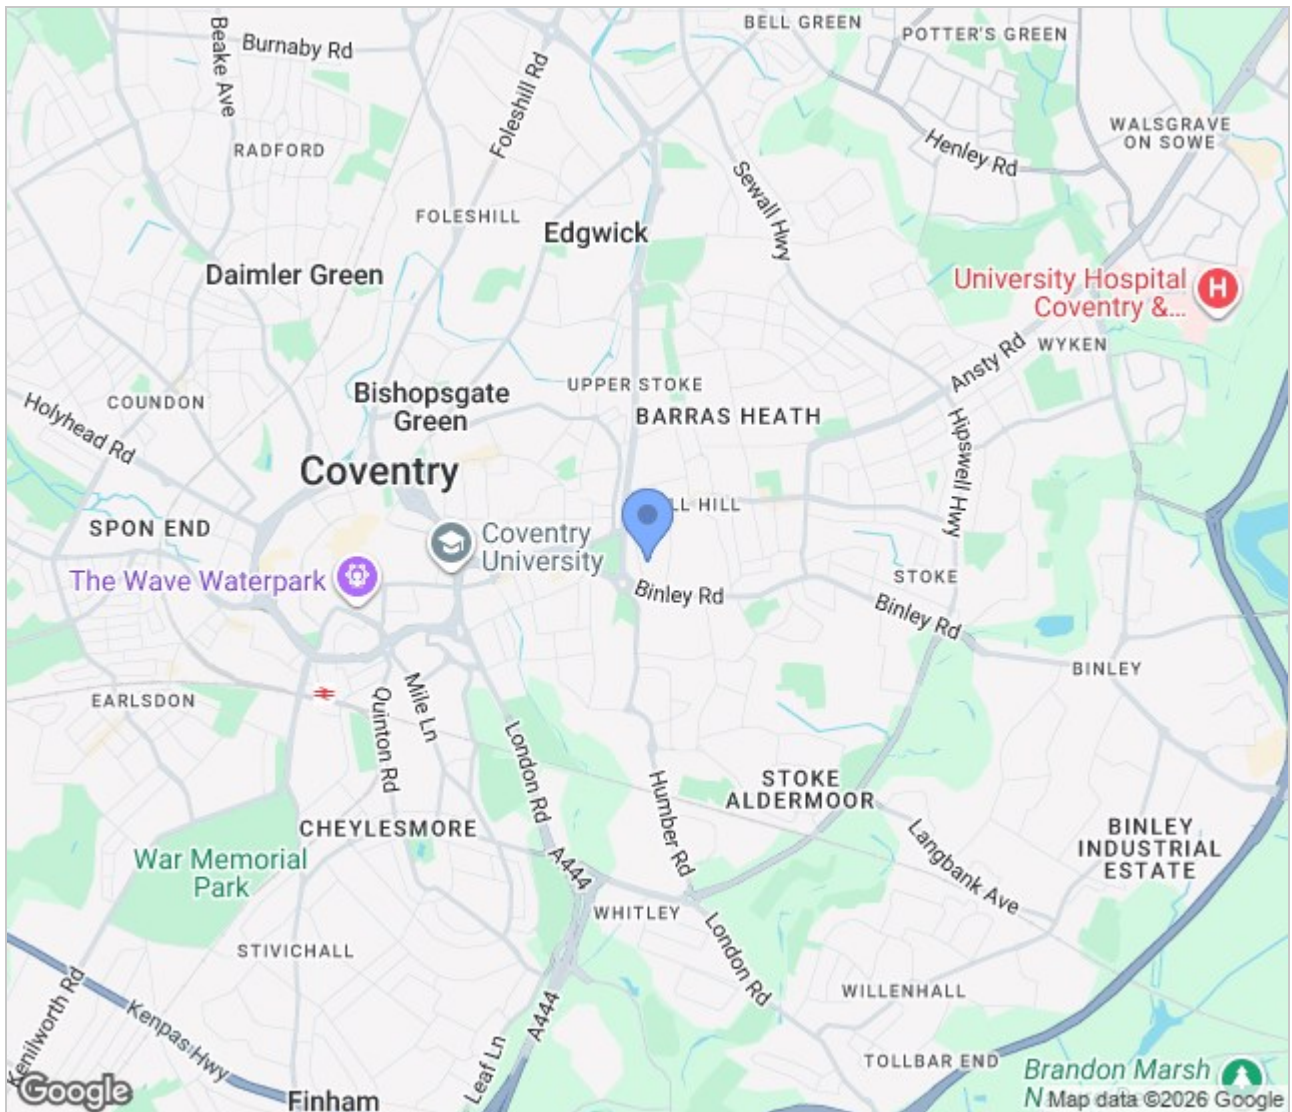 BELL GREEN
POTTER'S GREEN
Burnaby Rd
Beake Ave
Foleshill Rd
WALSGRAVE
ON SOWE
Henley Rd
RADFORD
Sewall Hwy
FOLESHILL
Edgwick
Daimler Green
University Hospital
Coventry &...
H
WYKEN
Ansty Rd
UPPER STOKE
Bishopsgate
Green
COUNDON
BARRAS HEATH
Holyhead Rd
Hipswell Hwy
Coventry
LL HILL
SPON END
Coventry
University
The Wave Waterpark
STOKE
Binley Rd
Binley Rd
BINLEY
EARLSDON
Mile Ln
Quinton Rd
London Rd
STOKE
ALDERMOOR
Humber Rd
CHEYLESMORE
Langbank Ave
BINLEY
INDUSTRIAL
ESTATE
War Memorial
Park
A444
WHITLEY
London Rd
STIVICHALL
WILLENHALL
Kenilworth Rd
Kenpas Hwy
A444
Leaf Ln
TOLLBAR END
Brandon Marsh
N
Google
Finham
Map data ©2026 Google